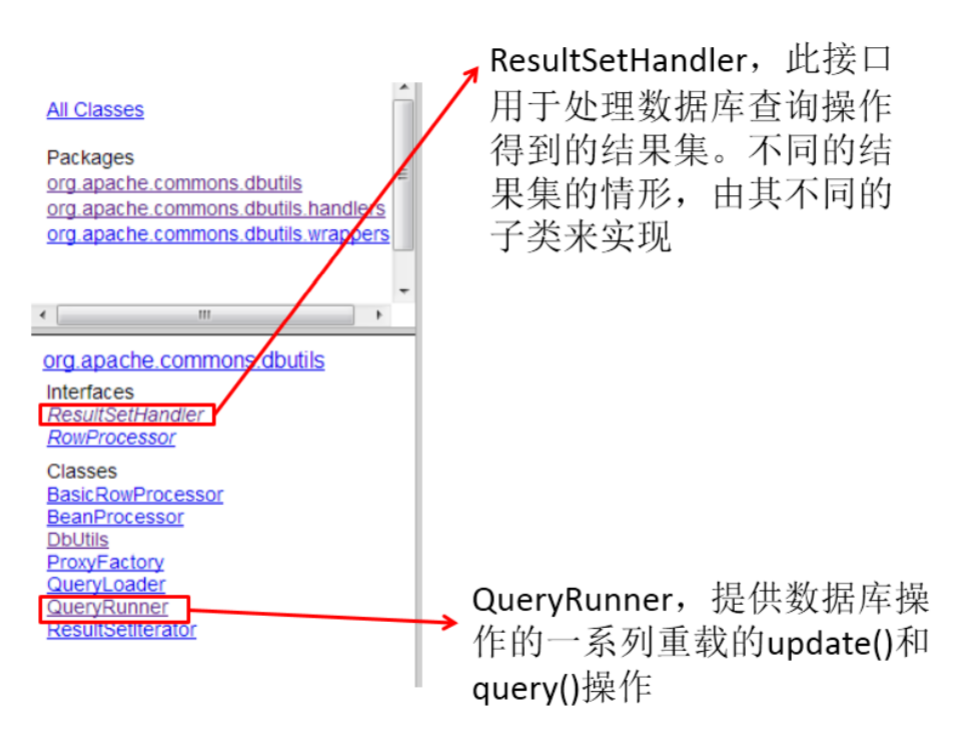 All Classes
Packages
org.apache.commons.dbutils
org.apache.commons.dbutils.handlers
org.apache.commons.dbutils.wrappers
org.apache.commons.dbutils
Interfaces
ResultSetHandler
RowProcessor
Classes
BasicRowProcessor
BeanProcessor
DbUtils
ProxyFactory
QueryLoader
QueryRunner
ResultSetIterator
ResultSetHandler，此接口
用于处理数据库查询操作
得到的结果集。不同的结
果集的情形，由其不同的
子类来实现
QueryRunner，提供数据库操
作的一系列重载的update()和
query()操作